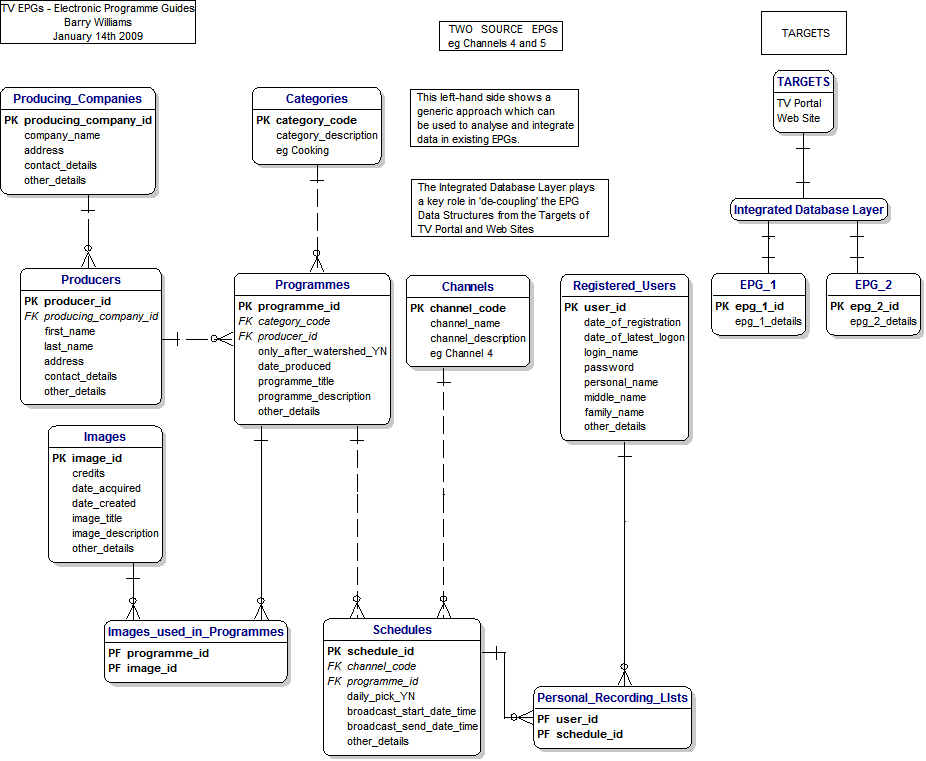 TV EPGs - Electronic Programme Guides
Barry Williams
January 14th 2009
TWO SOURCE EPGs
eg Channels 4 and 5
TARGETS
TARGETS
TV Portal
Web Site
Producing_Companies
PK producing_company_id
company_name
address
contact_details
other_details
Categories
PK category_code
category_description
eg Cooking
This left-hand side shows a
generic approach which can
be used to analyse and integrate
data in existing EPGs.
The Integrated Database Layer plays
a key role in 'de-coupling' the EPG
Data Structures from the Targets of
TV Portal and Web Sites
Integrated Database Layer
Producers
PK producer_id
FK producing_company_id
first_name
last_name
address
contact_details
other_details
Programmes
PK programme_id
FK category_code
FK producer_id
only_after_watershed_YN
date_produced
programme_title
programme_description
other_details
Channels
PK channel_code
channel_name
channel_description
eg Channel 4
Registered_Users
PK user_id
date_of_registration
date_of_latest_logon
login_name
password
personal_name
middle_name
family_name
other_details
EPG_1
PK epg_1_id
epg_1_details
EPG_2
PK epg_2_id
epg_2_details
Images
PK image_id
credits
date_acquired
date_created
image_title
image_description
other_details
Images_used_in_Programmes
PF programme_id
PF image_id
Schedules
PK schedule_id
FK channel_code
FK programme_id
daily_pick_YN
broadcast_start_date_time
broadcast_send_date_time
other_details
Personal_Recording_LIsts
PF user_id
PF schedule_id